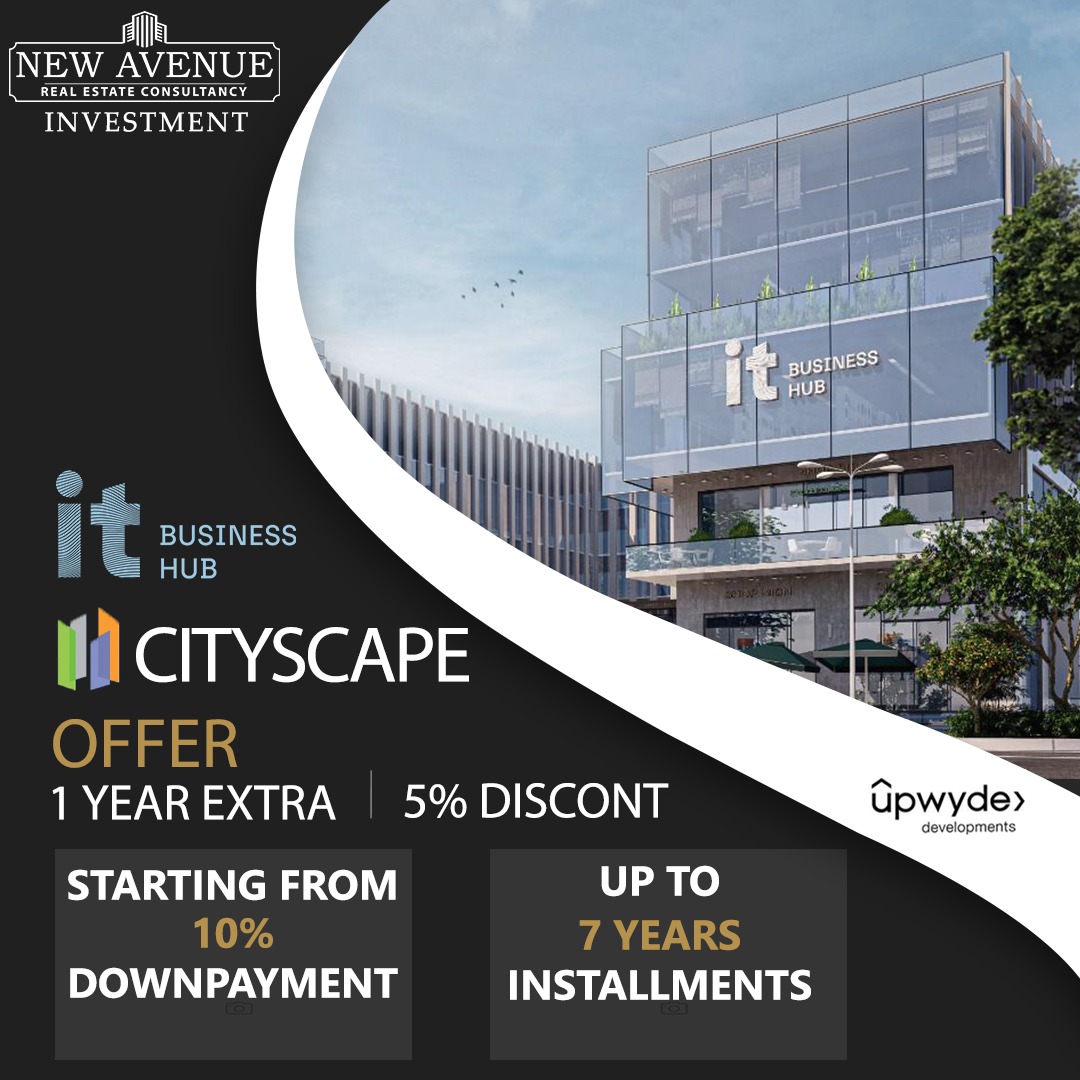 NEW AVENUE
REAL ESTATE CONSULTANCY
INVESTMENT
it BUSINESS
HUB
it BUSINESS
HUB
CITYSCAPE
OFFER
1 YEAR EXTRA | 5% DISCONT
ûpwyde›
developments
STARTING FROM
10%
DOWNPAYMENT
UP TO
7 YEARS
INSTALLMENTS